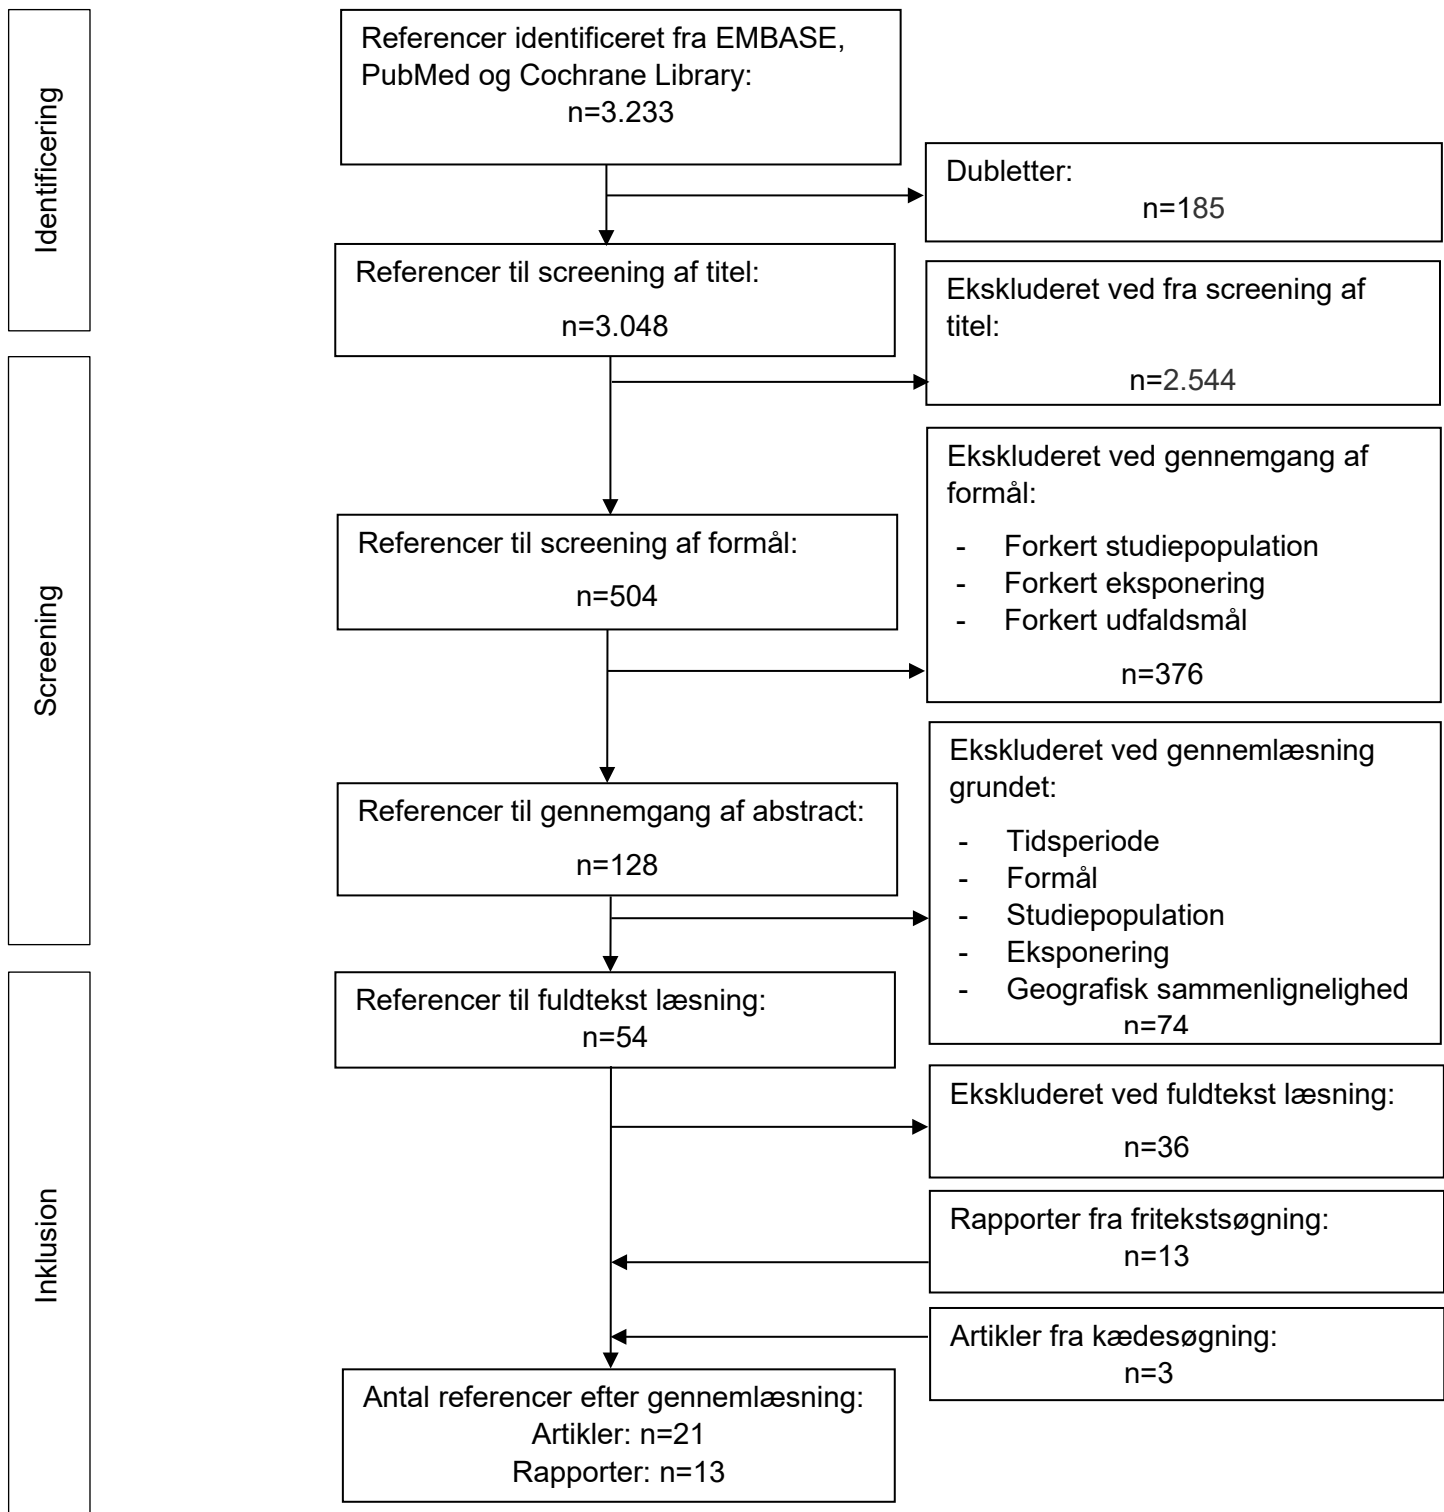 Identificering
Referencer identificeret fra EMBASE,
PubMed og Cochrane Library:
n=3.233
Dubletter:
n=185
Referencer til screening af titel:
n=3.048
Ekskluderet ved fra screening af
titel:
n=2.544
Screening
Ekskluderet ved gennemgang af
formål:
- Forkert studiepopulation
- Forkert eksponering
- Forkert udfaldsmål
n=376
Referencer til screening af formål:
n=504
Ekskluderet ved gennemlæsning
grundet:
- Tidsperiode
- Formål
- Studiepopulation
- Eksponering
- Geografisk sammenlignelighed
n=74
Referencer til gennemgang af abstract:
n=128
Inklusion
Referencer til fuldtekst læsning:
n=54
Ekskluderet ved fuldtekst læsning:
n=36
Rapporter fra fritekstsøgning:
n=13
Artikler fra kædesøgning:
n=3
Antal referencer efter gennemlæsning:
Artikler: n=21
Rapporter: n=13